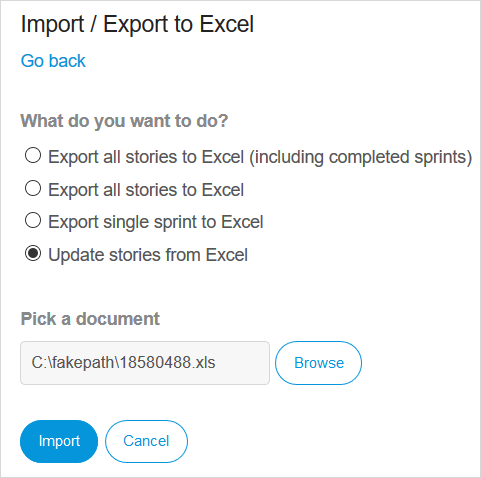 Import / Export to Excel
Go back
What do you want to do?
Export all stories to Excel (including completed sprints)
Export all stories to Excel
Export single sprint to Excel
Update stories from Excel
Pick a document
C:\fakepath\18580488.xls Browse
Import Cancel